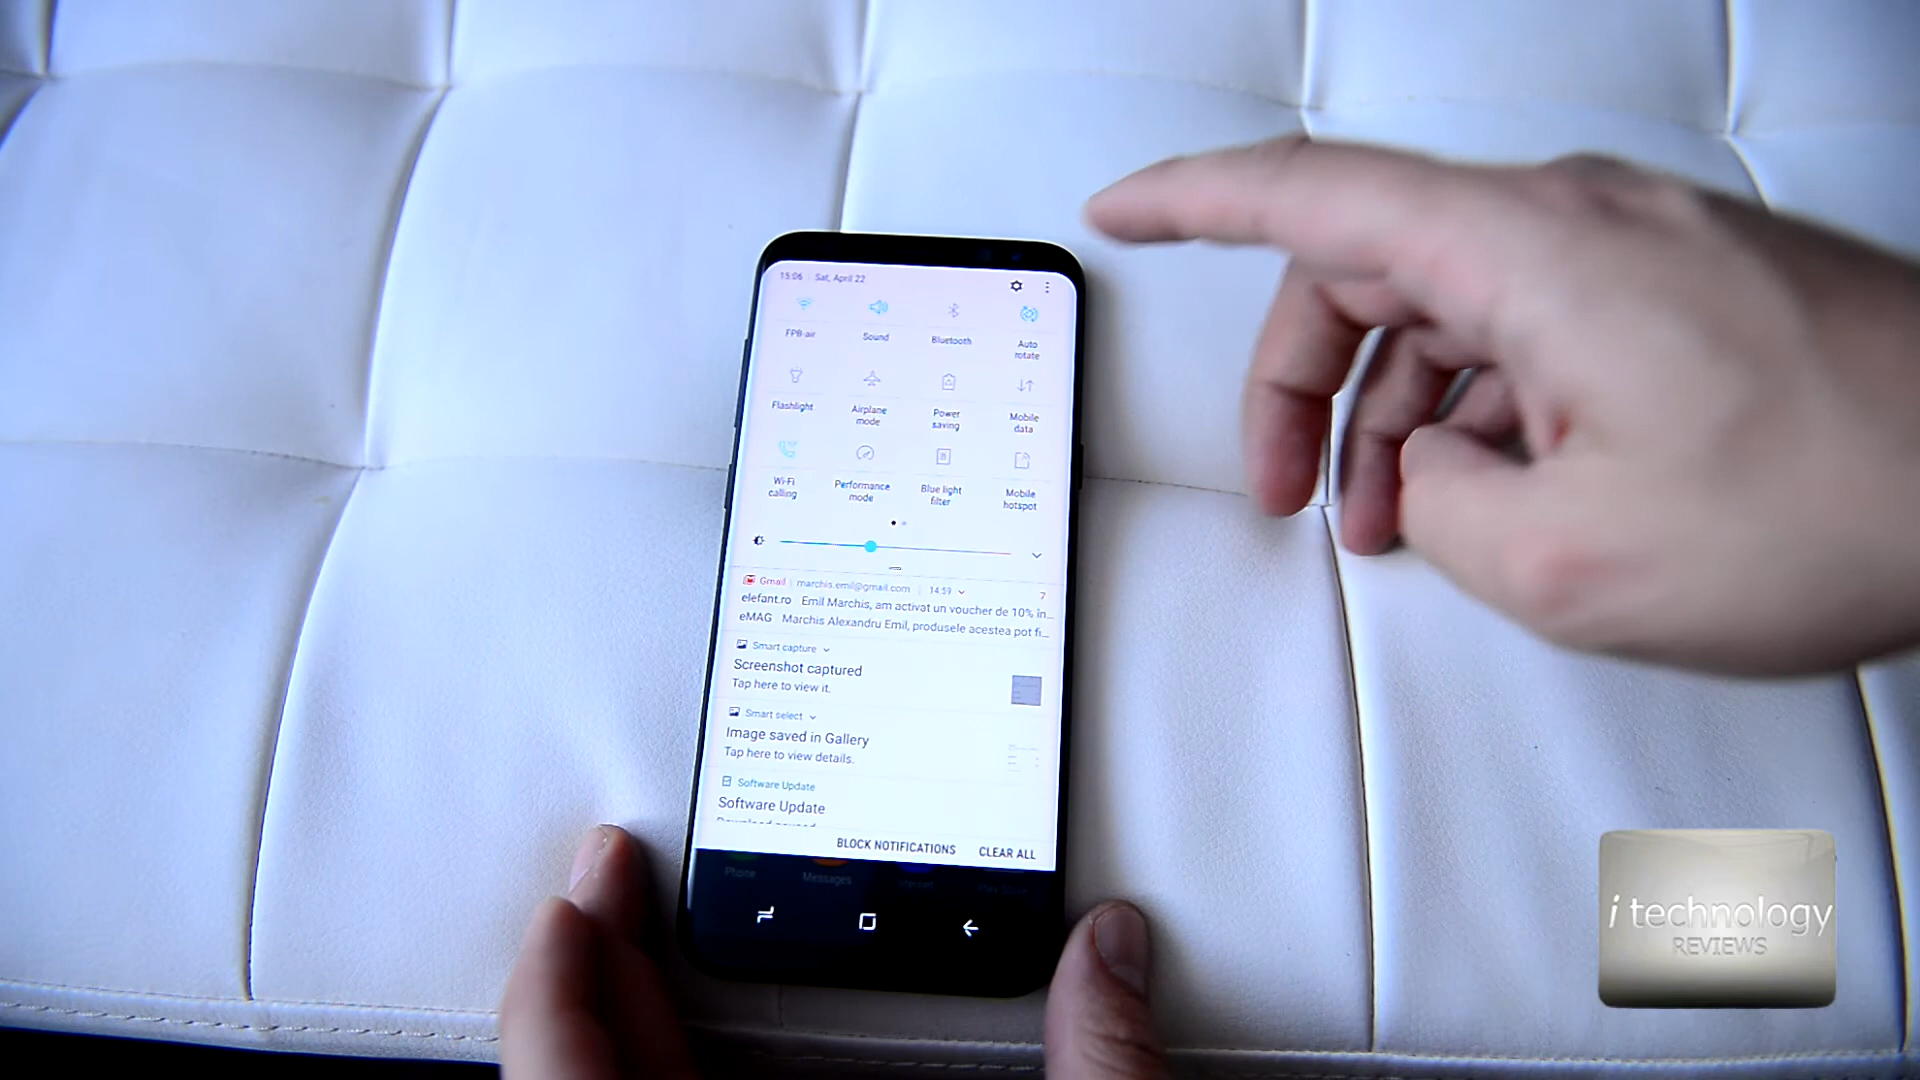 15:06 | Sat, April 22
FPB-air
Sound
Bluetooth
Auto
rotate
Flashlight
Airplane
mode
Power
saving
Mobile
data
Wi-Fi
calling
Performance
mode
Blue light
filter
Mobile
hotspot
Gmail | marchis.emil@gmail.com | 14:59 7
elefant.ro Emil Marchis, am activat un voucher de 10% în...
eMAG Marchis Alexandru Emil, produsele acestea pot fi...
Smart capture
Screenshot captured
Tap here to view it.
Smart select
Image saved in Gallery
Tap here to view details.
Software Update
Software Update
BLOCK NOTIFICATIONS CLEAR ALL
Phone
Messages
Internet
Play Store
i technology
REVIEWS